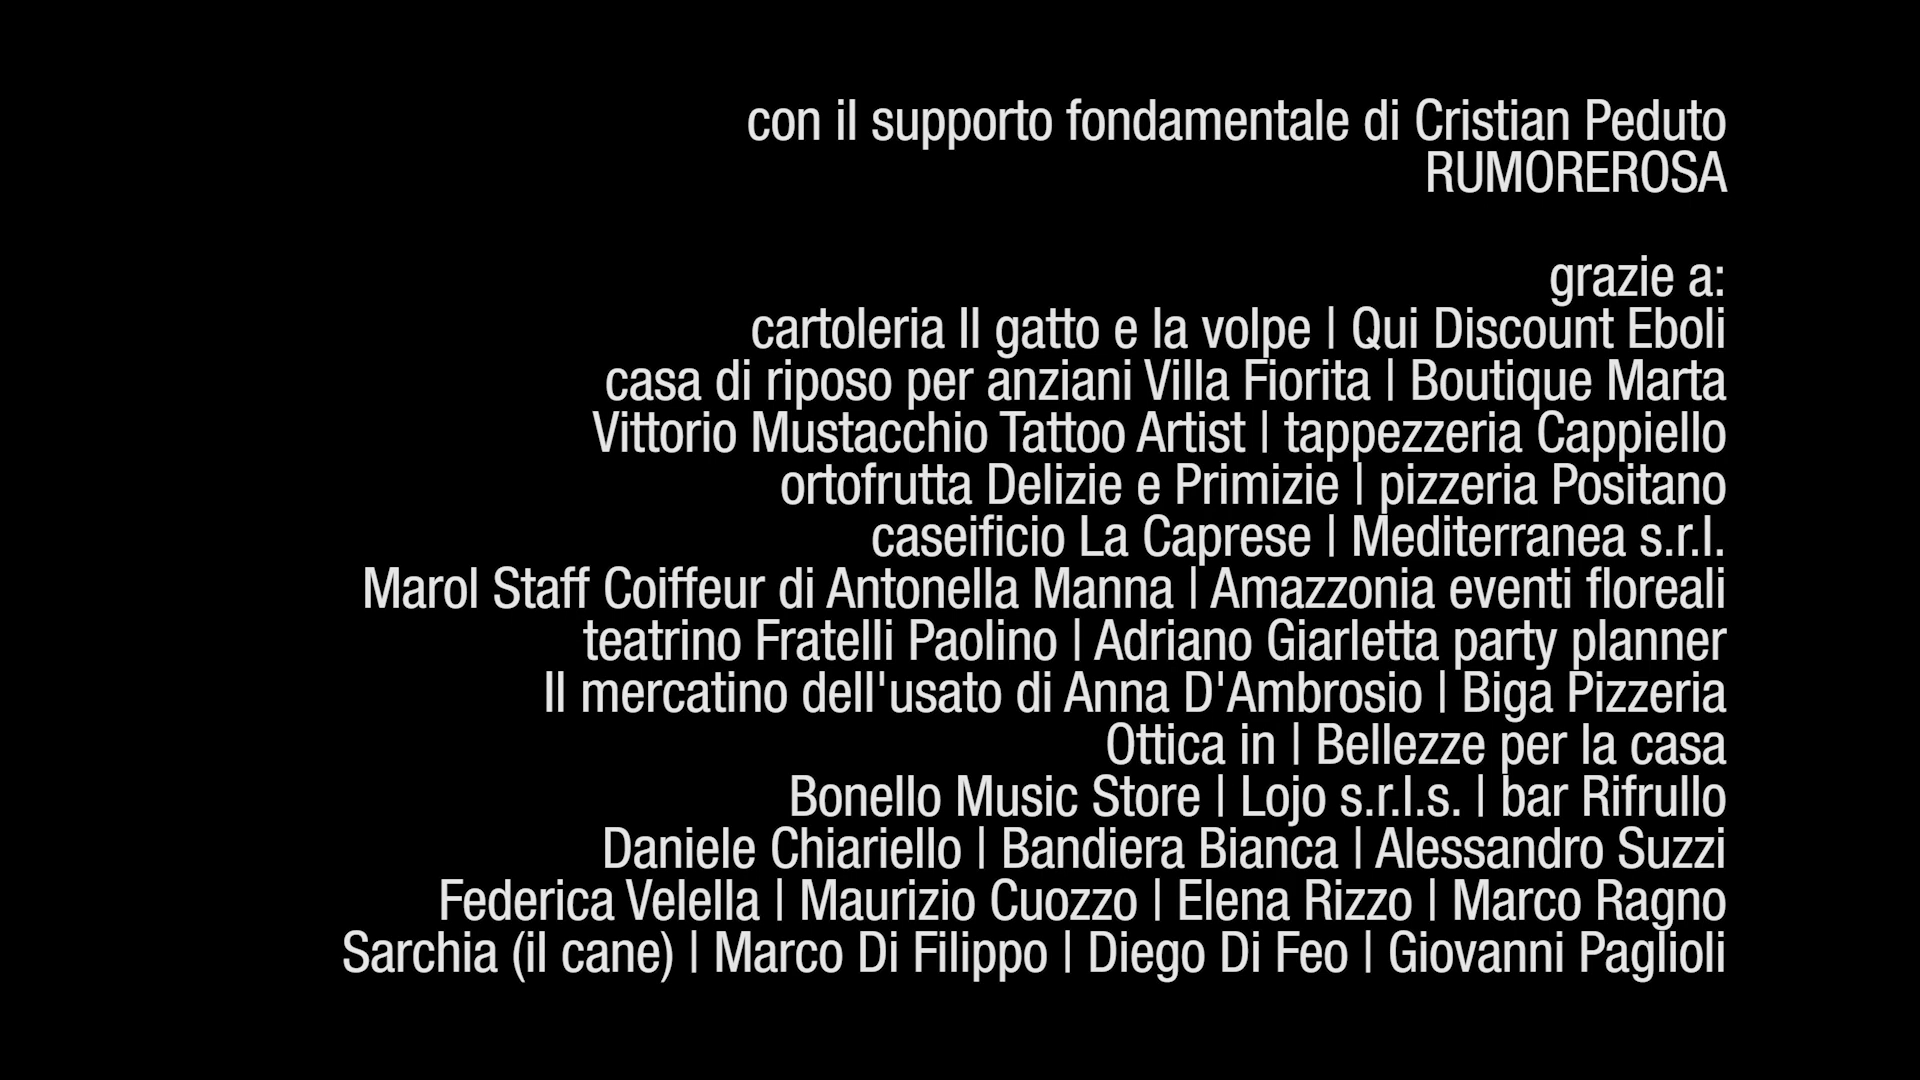 con il supporto fondamentale di Cristian Peduto
RUMOREROSA
grazie a:
cartoleria Il gatto e la volpe | Qui Discount Eboli
casa di riposo per anziani Villa Fiorita | Boutique Marta
Vittorio Mustacchio Tattoo Artist | tappezzeria Cappiello
ortofrutta Delizie e Primizie | pizzeria Positano
caseificio La Caprese | Mediterranea s.r.l.
Marol Staff Coiffeur di Antonella Manna | Amazzonia eventi floreali
teatrino Fratelli Paolino | Adriano Giarletta party planner
Il mercatino dell'usato di Anna D'Ambrosio | Biga Pizzeria
Ottica in | Bellezze per la casa
Bonello Music Store | Lojo s.r.l.s. | bar Rifrullo
Daniele Chiariello | Bandiera Bianca | Alessandro Suzzi
Federica Velella | Maurizio Cuozzo | Elena Rizzo | Marco Ragno
Sarchia (il cane) | Marco Di Filippo | Diego Di Feo | Giovanni Paglioli